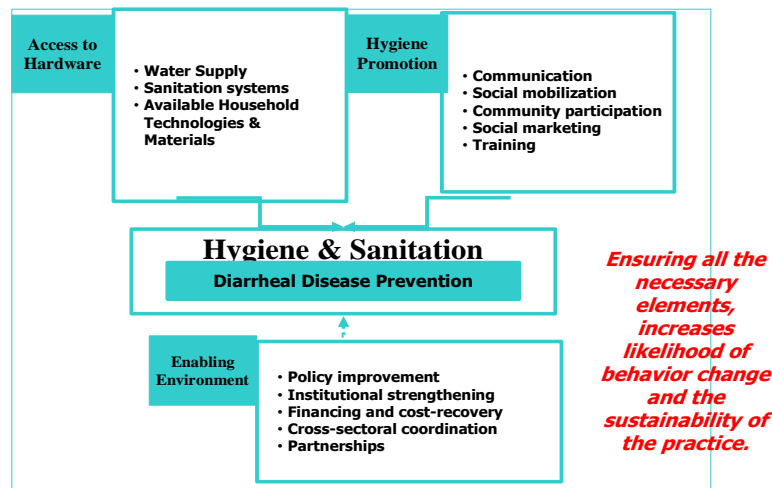 Access to
Hardware
• Water Supply
• Sanitation systems
• Available Household
Technologies &
Materials
Hygiene
Promotion
• Communication
• Social mobilization
• Community participation
• Social marketing
• Training
Hygiene & Sanitation
Diarrheal Disease Prevention
Enabling
Environment
• Policy improvement
• Institutional strengthening
• Financing and cost-recovery
• Cross-sectoral coordination
• Partnerships
Ensuring all the
necessary
elements,
increases
likelihood of
behavior change
and the
sustainability of
the practice.